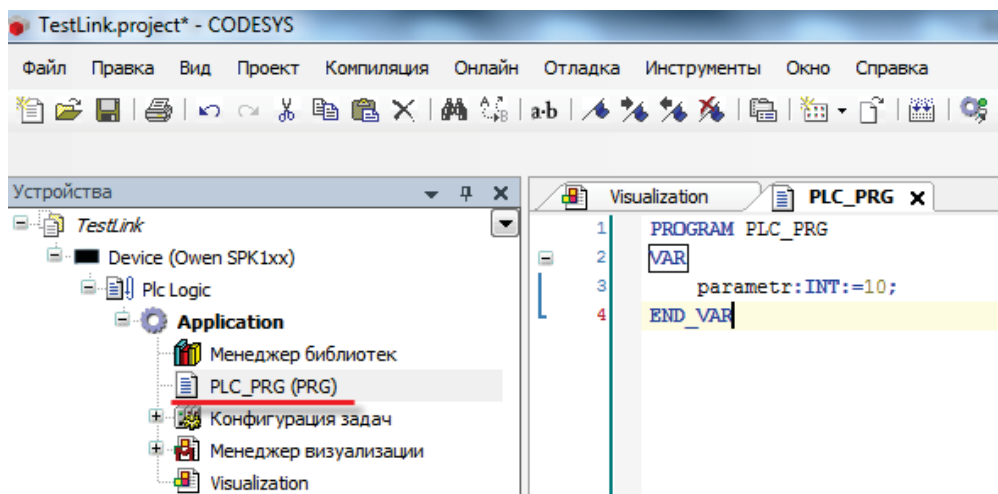 TestLink.project* - CODESYS
Файл Правка Вид Проект Компиляция Онлайн Отладка Инструменты Окно Справка
a·b
Устройства
TestLink
Device (Owen SPK1xx)
Plc Logic
Application
Менеджер библиотек
PLC_PRG (PRG)
Конфигурация задач
Менеджер визуализации
Visualization
Visualization PLC_PRG
1 PROGRAM PLC_PRG
2 VAR
3 parametr:INT:=10;
4 END_VAR